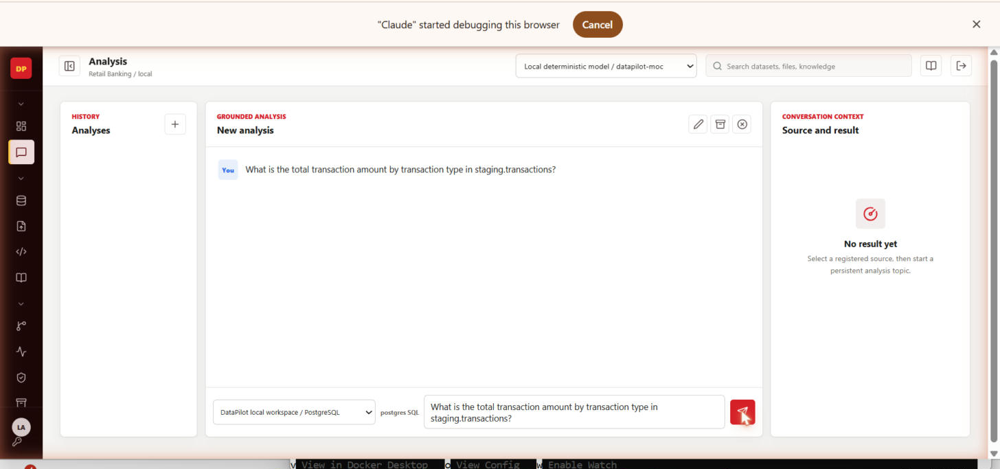 "Claude" started debugging this browser
Cancel
DP
Analysis
Retail Banking / local
Local deterministic model / datapilot-moc
Search datasets, files, knowledge
HISTORY
Analyses
GROUNDED ANALYSIS
New analysis
You
What is the total transaction amount by transaction type in staging.transactions?
CONVERSATION CONTEXT
Source and result
No result yet
Select a registered source, then start a
persistent analysis topic.
DataPilot local workspace / PostgreSQL
postgres SQL
What is the total transaction amount by transaction type in
staging.transactions?
LA
v View in Docker Desktop o View Config w Enable Watch